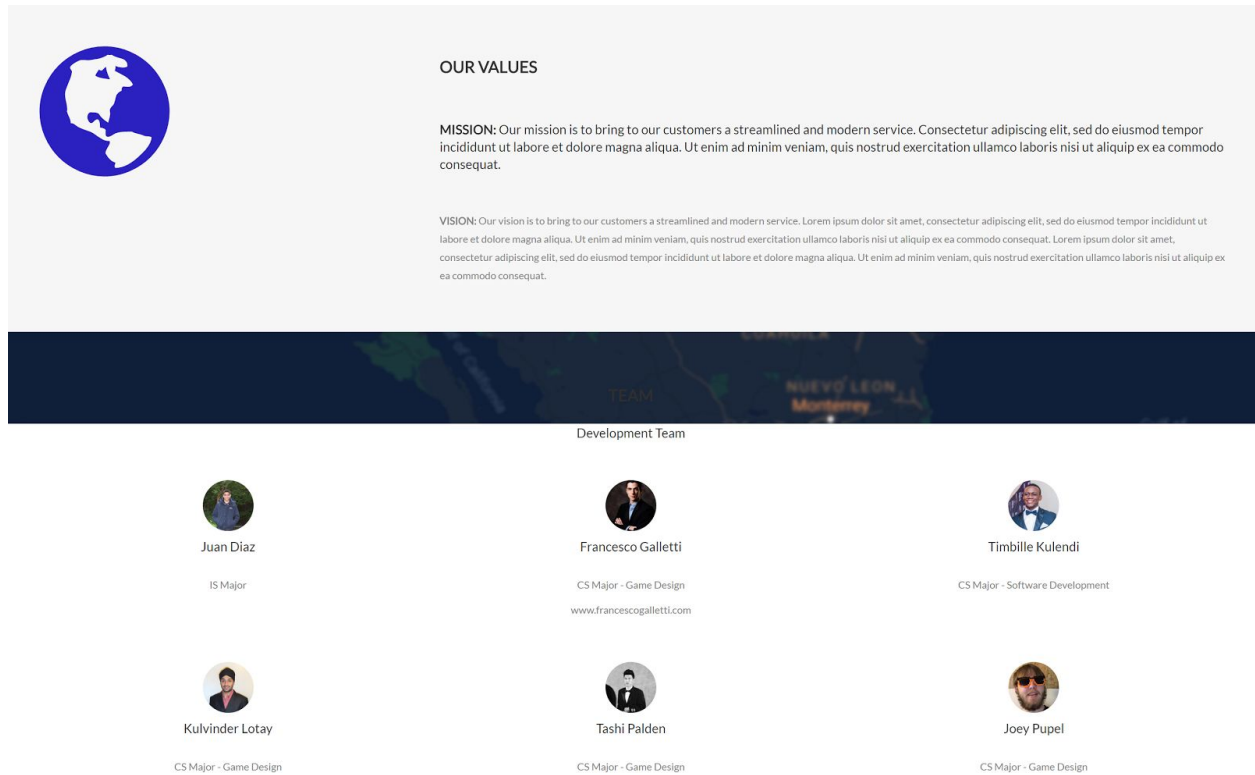 OUR VALUES
MISSION: Our mission is to bring to our customers a streamlined and modern service. Consectetur adipiscing elit, sed do eiusmod tempor
incididunt ut labore et dolore magna aliqua. Ut enim ad minim veniam, quis nostrud exercitation ullamco laboris nisi ut aliquip ex ea commodo
consequat.
VISION: Our vision is to bring to our customers a streamlined and modern service. Lorem ipsum dolor sit amet, consectetur adipiscing elit, sed do eiusmod tempor incididunt ut
labore et dolore magna aliqua. Ut enim ad minim veniam, quis nostrud exercitation ullamco laboris nisi ut aliquip ex ea commodo consequat. Lorem ipsum dolor sit amet,
consectetur adipiscing elit, sed do eiusmod tempor incididunt ut labore et dolore magna aliqua. Ut enim ad minim veniam, quis nostrud exercitation ullamco laboris nisi ut aliquip ex
ea commodo consequat.
of California
NUEVO LEON
Monterrey
TEAM
Development Team
Juan Diaz
Francesco Galletti
Timbille Kulendi
IS Major
CS Major - Game Design
CS Major - Software Development
www.francescogalletti.com
Kulvinder Lotay
Tashi Palden
Joey Pupel
CS Major - Game Design
CS Major - Game Design
CS Major - Game Design